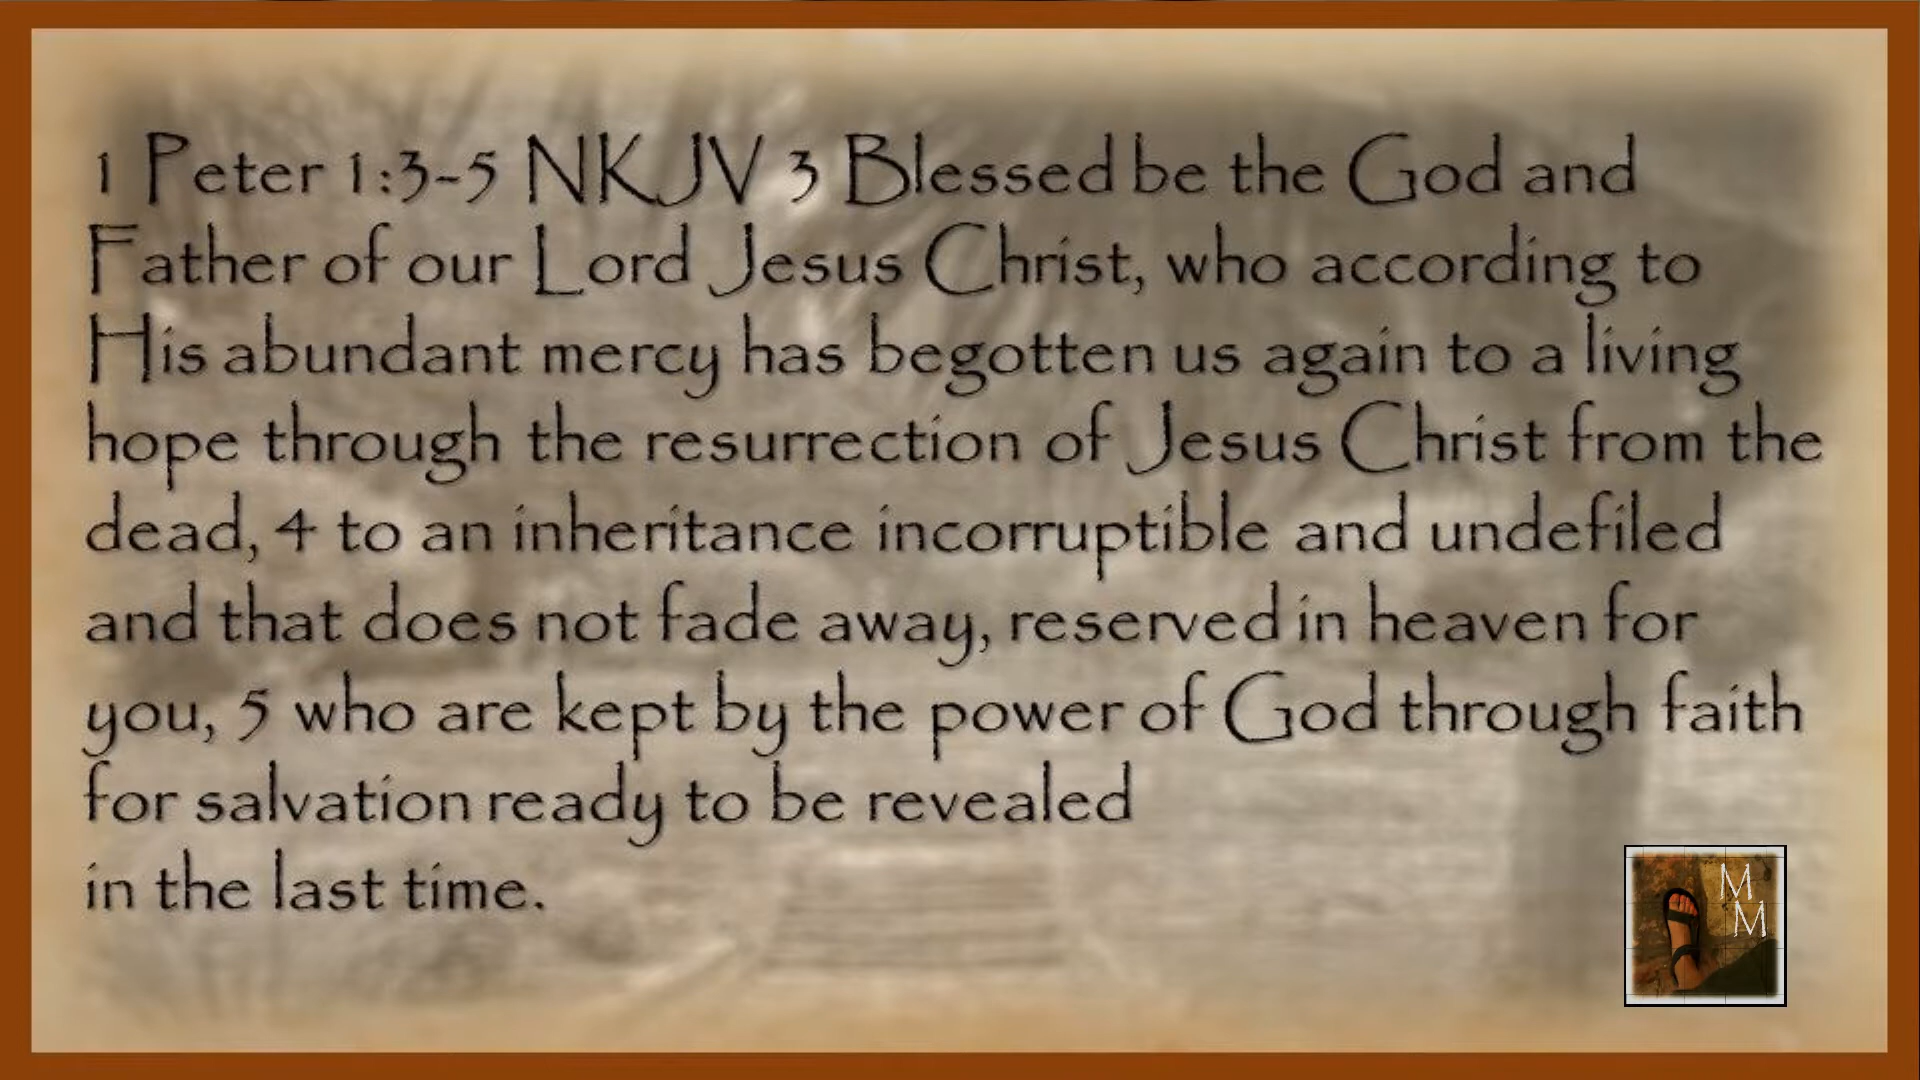 1 Peter 1:3-5 NKJV 3 Blessed be the God and
Father of our Lord Jesus Christ, who according to
His abundant mercy has begotten us again to a living
hope through the resurrection of Jesus Christ from the
dead, 4 to an inheritance incorruptible and undefiled
and that does not fade away, reserved in heaven for
you, 5 who are kept by the power of God through faith
for salvation ready to be revealed
in the last time.
M
M